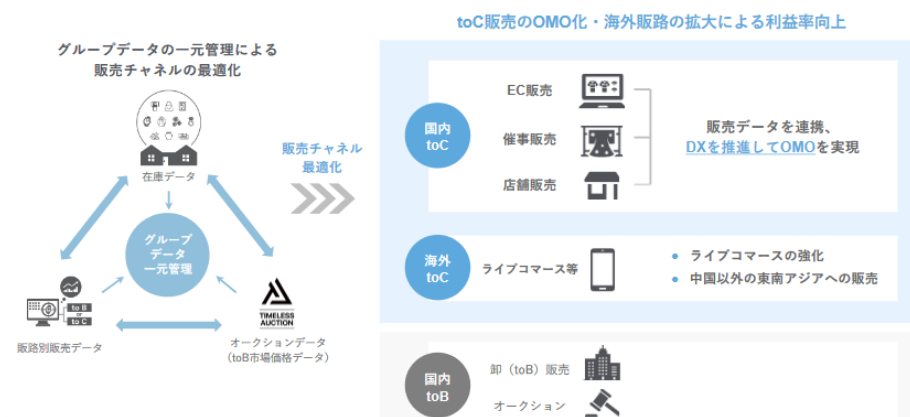 toC販売のOMO化・海外販路の拡大による利益率向上
グループデータの一元管理による
販売チャネルの最適化
在庫データ
グループ
データ
一元管理
to B
or
to C
販路別販売データ
TIMELESS
AUCTION
オークションデータ
(toB市場価格データ)
販売チャネル
最適化
国内
toC
EC販売
催事販売
店舗販売
販売データを連携、
DXを推進してOMOを実現
海外
toC
ライブコマース等
● ライブコマースの強化
● 中国以外の東南アジアへの販売
国内
toB
卸（toB）販売
オークション